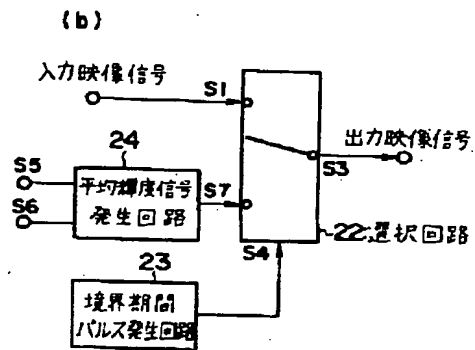 (b)
入力映像信号
S1
24
S5
S6
平均輝度信号
発生回路
S7
出力映像信号
S3
22:選択回路
S4
23
境界期間
パルス発生回路